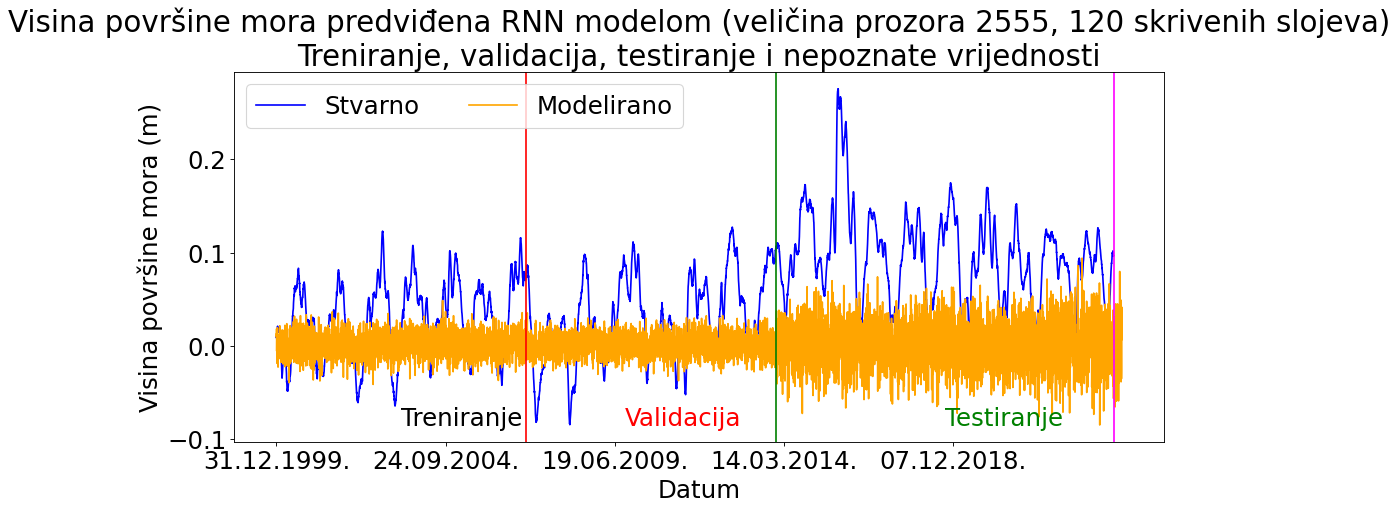 Visina površine mora predviđena RNN modelom (veličina prozora 2555, 120 skrivenih slojeva)
Treniranje, validacija, testiranje i nepoznate vrijednosti
Stvarno
Modelirano
Visina površine mora (m)
0.2
0.1
0.0
−0.1
Treniranje
Validacija
Testiranje
31.12.1999.
24.09.2004.
19.06.2009.
14.03.2014.
07.12.2018.
Datum